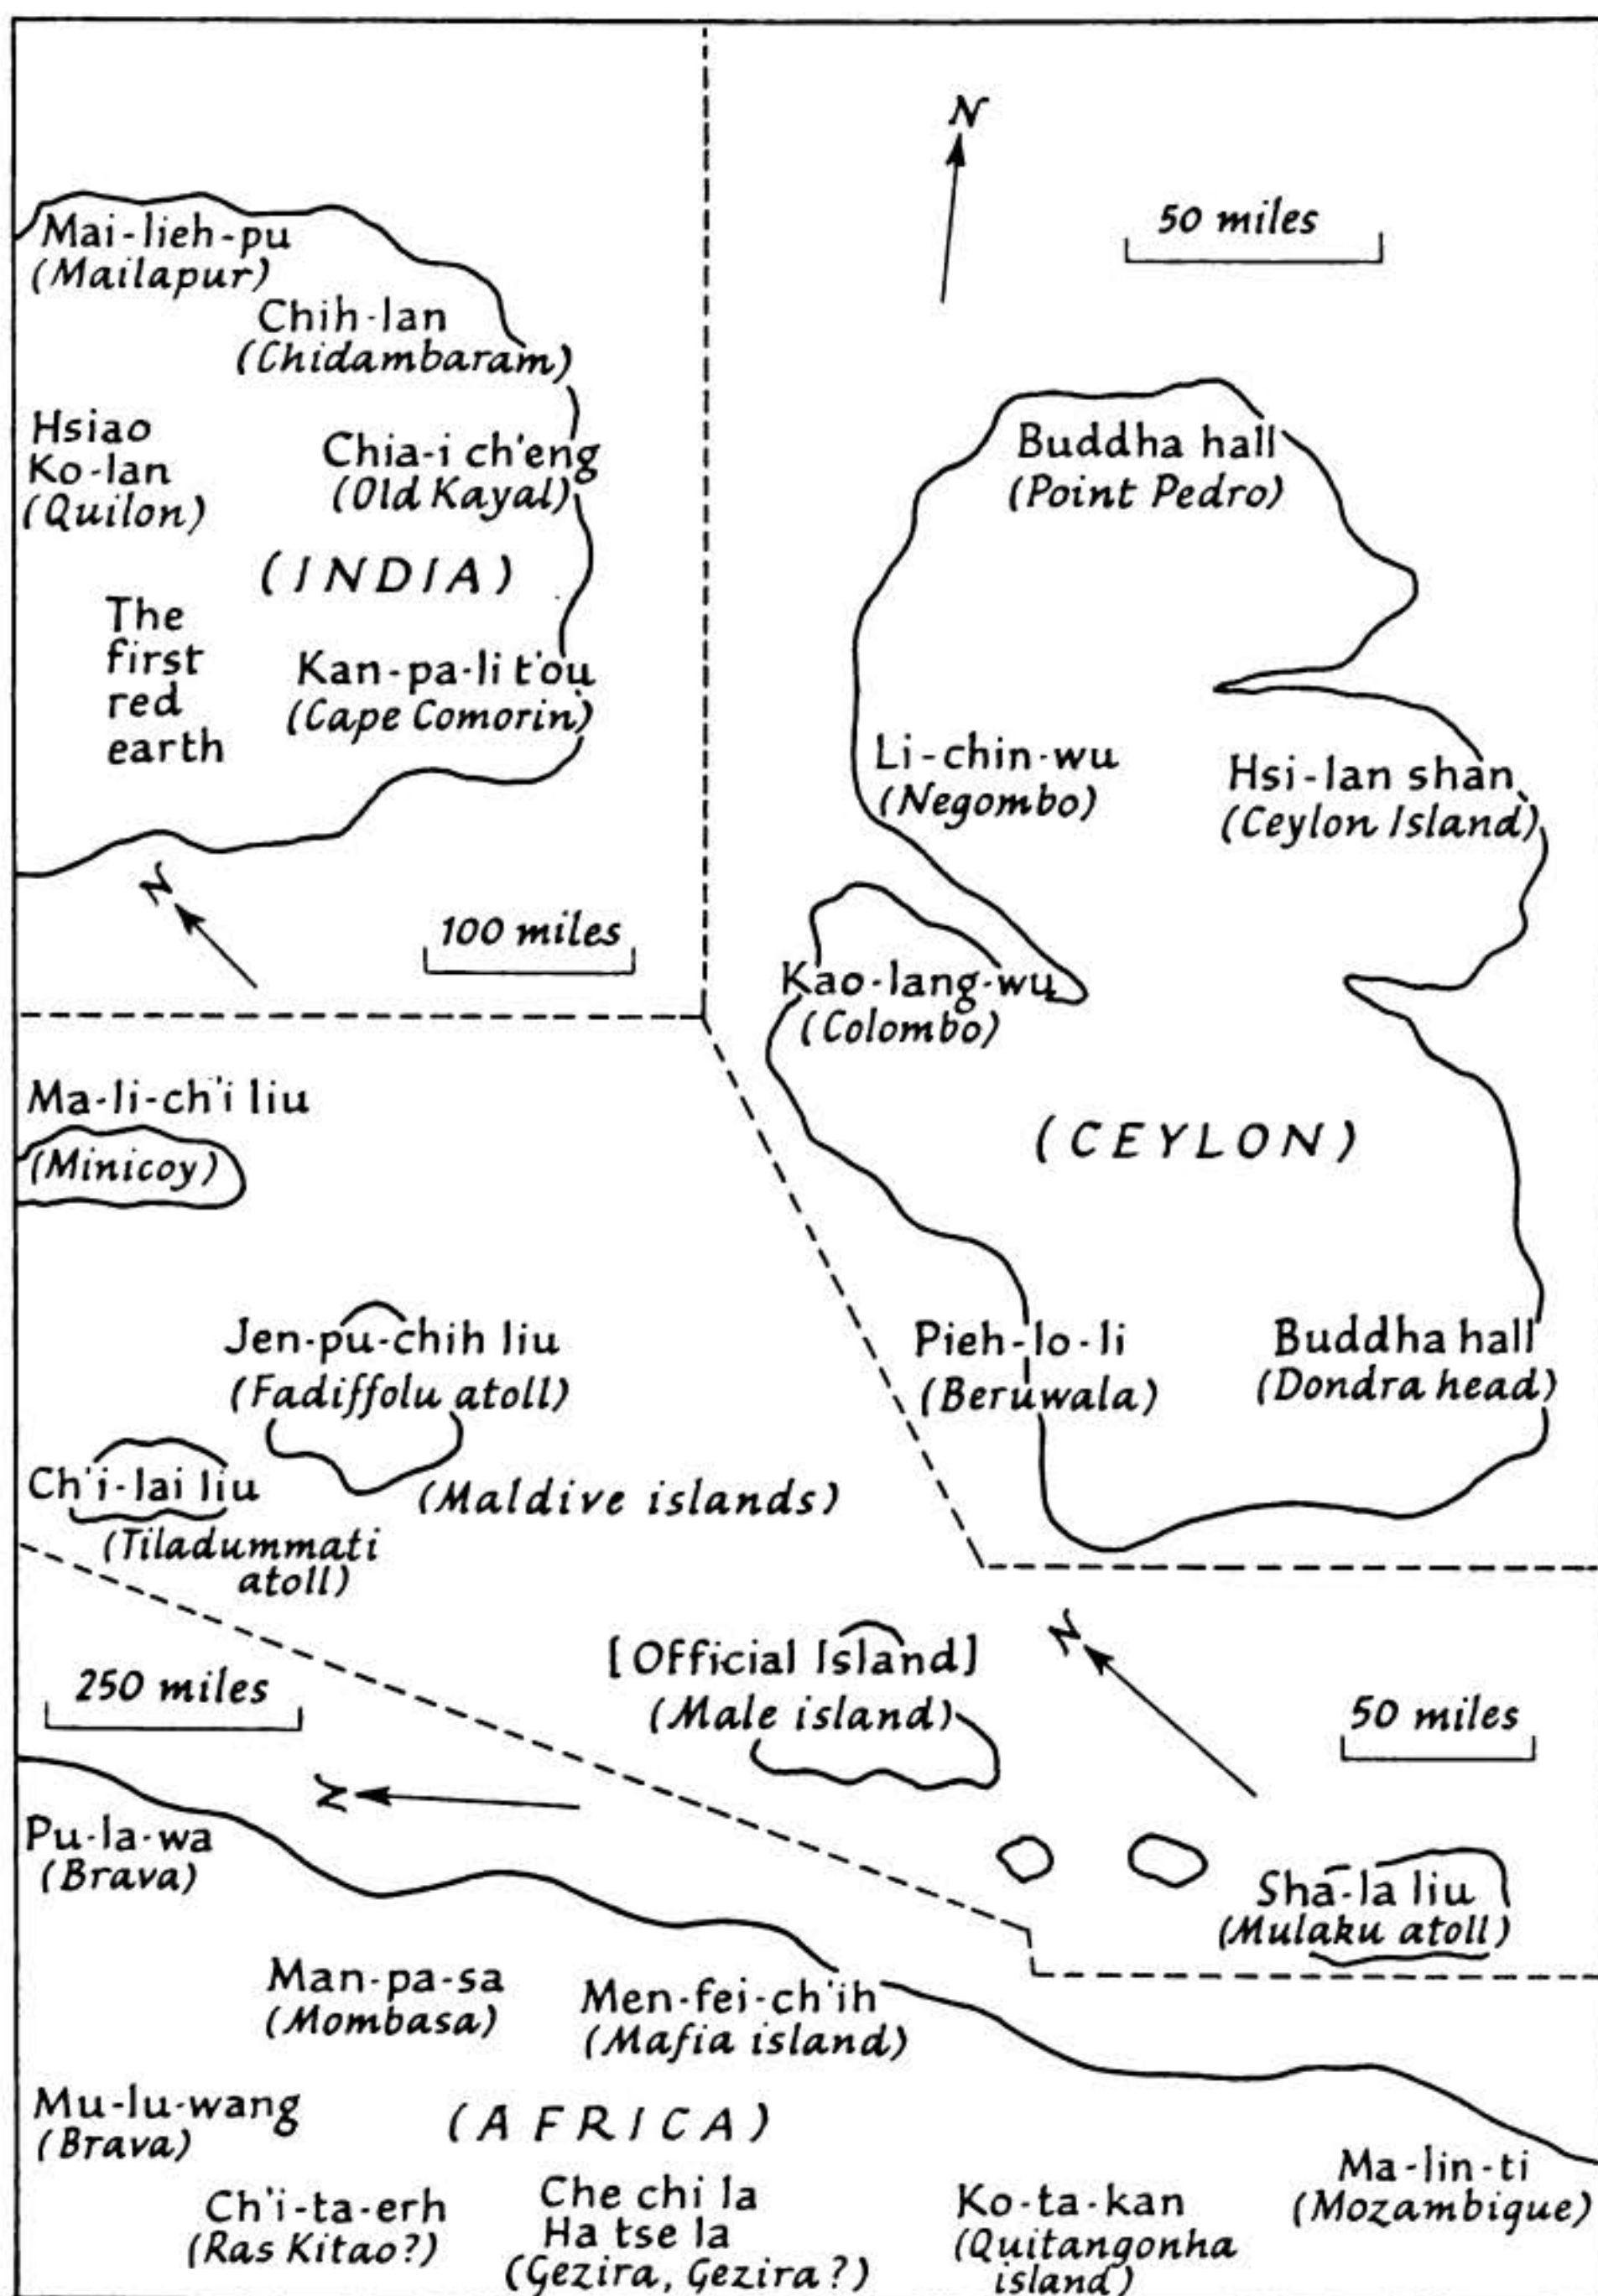 Mai-lieh-pu
(Mailapur)
Chih-lan
(Chidambaram)
Hsiao
Ko-lan
(Quilon)
Chia-i ch'eng
(Old Kayal)
(INDIA)
The
first
red
earth
Kan-pa-li t'ou
(Cape Comorin)
N
100 miles
N
50 miles
Buddha hall
(Point Pedro)
Li-chin-wu
(Negombo)
Hsi-lan shan
(Ceylon Island)
Kao-lang-wu
(Colombo)
(CEYLON)
Pieh-lo-li
(Beruwala)
Buddha hall
(Dondra head)
Ma-li-ch'i liu
(Minicoy)
Jen-pu-chih liu
(Fadiffolu atoll)
Ch'i-lai liu
(Tiladummati
atoll)
(Maldive islands)
[Official Island]
(Male island)
N
50 miles
Sha-la liu
(Mulaku atoll)
250 miles
N
Pu-la-wa
(Brava)
Man-pa-sa
(Mombasa)
Men-fei-ch'ih
(Mafia island)
Mu-lu-wang
(Brava)
(AFRICA)
Ch'i-ta-erh
(Ras Kitao?)
Che chi la
Ha tse la
(Gezira, Gezira?)
Ko-ta-kan
(Quitangonha
island)
Ma-lin-ti
(Mozambique)